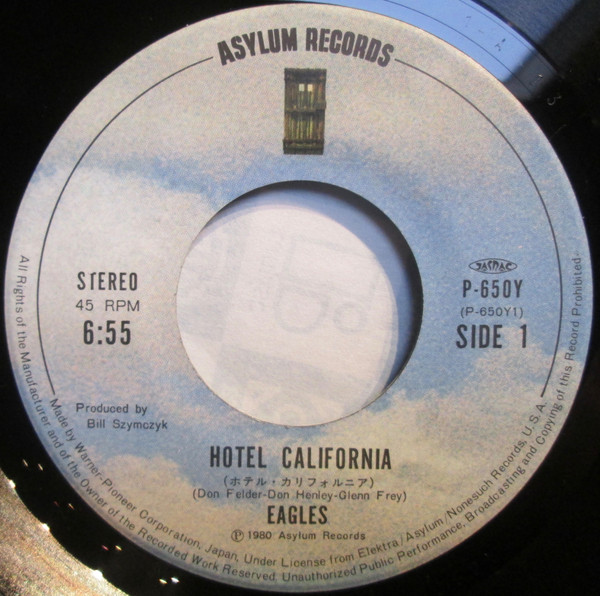 ASYLUM RECORDS
STEREO
45 RPM
6:55
JASRAC
P-650Y
(P-650Y1)
SIDE 1
Produced by
Bill Szymczyk
HOTEL CALIFORNIA
(ホテル・カリフォルニア)
(Don Felder-Don Henley-Glenn Frey)
EAGLES
Ⓟ 1980 Asylum Records
Made by Warner-Pioneer Corporation, Japan, Under License from Elektra/Asylum/Nonesuch Records, U.S.A.
All Rights of the Manufacturer and of the Owner of the Recorded Work Reserved. Unauthorized Public Performance, Broadcasting and Copying of this Record Prohibited-